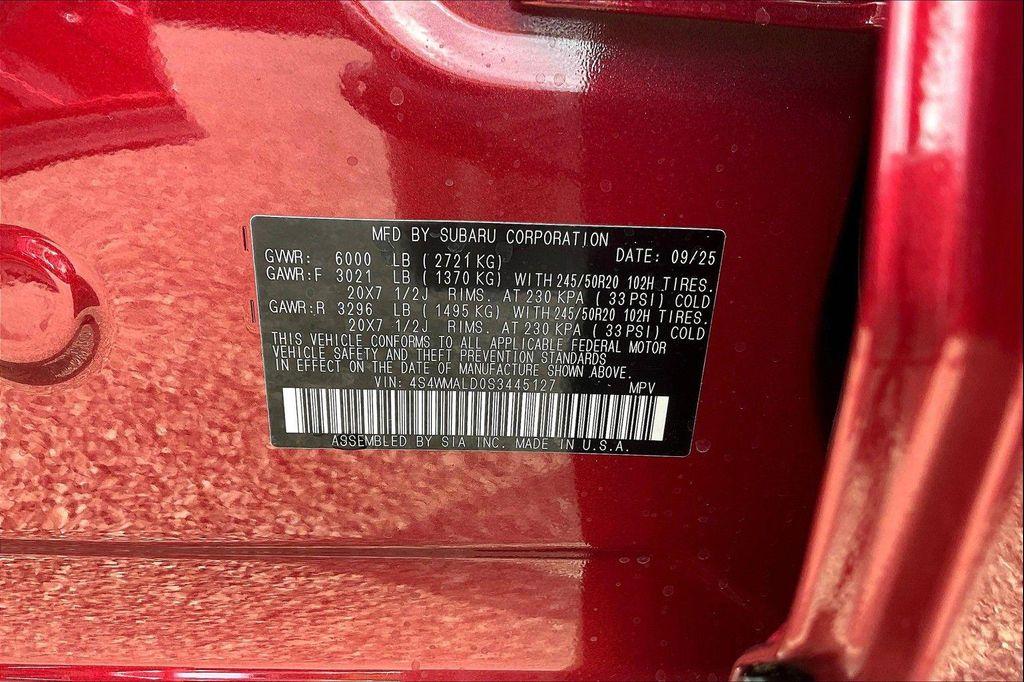 MFD BY SUBARU CORPORATION
GVWR: 6000 LB ( 2721 KG) DATE: 09/25
GAWR:F 3021 LB ( 1370 KG) WITH 245/50R20 102H TIRES.
20X7 1/2J RIMS. AT 230 KPA ( 33 PSI) COLD
GAWR:R 3296 LB ( 1495 KG) WITH 245/50R20 102H TIRES.
20X7 1/2J RIMS. AT 230 KPA ( 33 PSI) COLD
THIS VEHICLE CONFORMS TO ALL APPLICABLE FEDERAL MOTOR
VEHICLE SAFETY AND THEFT PREVENTION STANDARDS
IN EFFECT ON THE DATE OF MANUFACTURE SHOWN ABOVE.
VIN: 4S4WMALD0S3445127 MPV
ASSEMBLED BY SIA INC. MADE IN U.S.A.